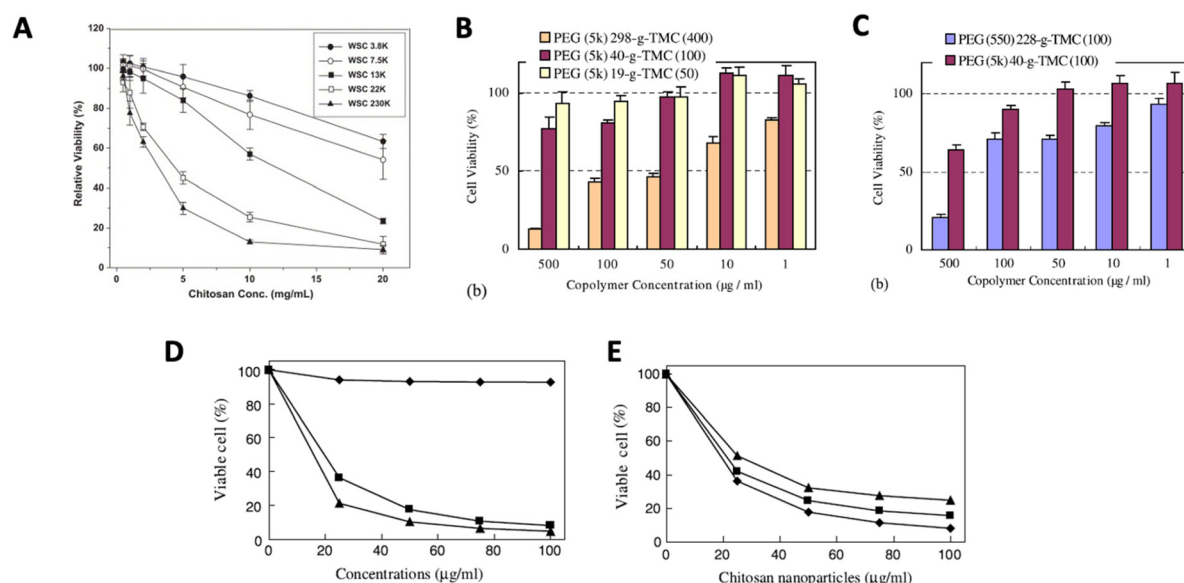 A
Relative Viability (%)
120
100
80
60
40
20
0
WSC 3.8K
WSC 7.5K
WSC 13K
WSC 22K
WSC 230K
0 5 10 15 20
Chitosan Conc. (mg/mL)
B
PEG (5k) 298-g-TMC (400)
PEG (5k) 40-g-TMC (100)
PEG (5k) 19-g-TMC (50)
Cell Viability (%)
100
50
0
500 100 50 10 1
(b)
Copolymer Concentration (µg / ml)
C
PEG (550) 228-g-TMC (100)
PEG (5k) 40-g-TMC (100)
Cell Viability (%)
100
50
0
500 100 50 10 1
(b)
Copolymer Concentration (µg / ml)
D
Viable cell (%)
100
80
60
40
20
0
0 20 40 60 80 100
Concentrations (µg/ml)
E
Viable cell (%)
100
80
60
40
20
0
0 20 40 60 80 100
Chitosan nanoparticles (µg/ml)